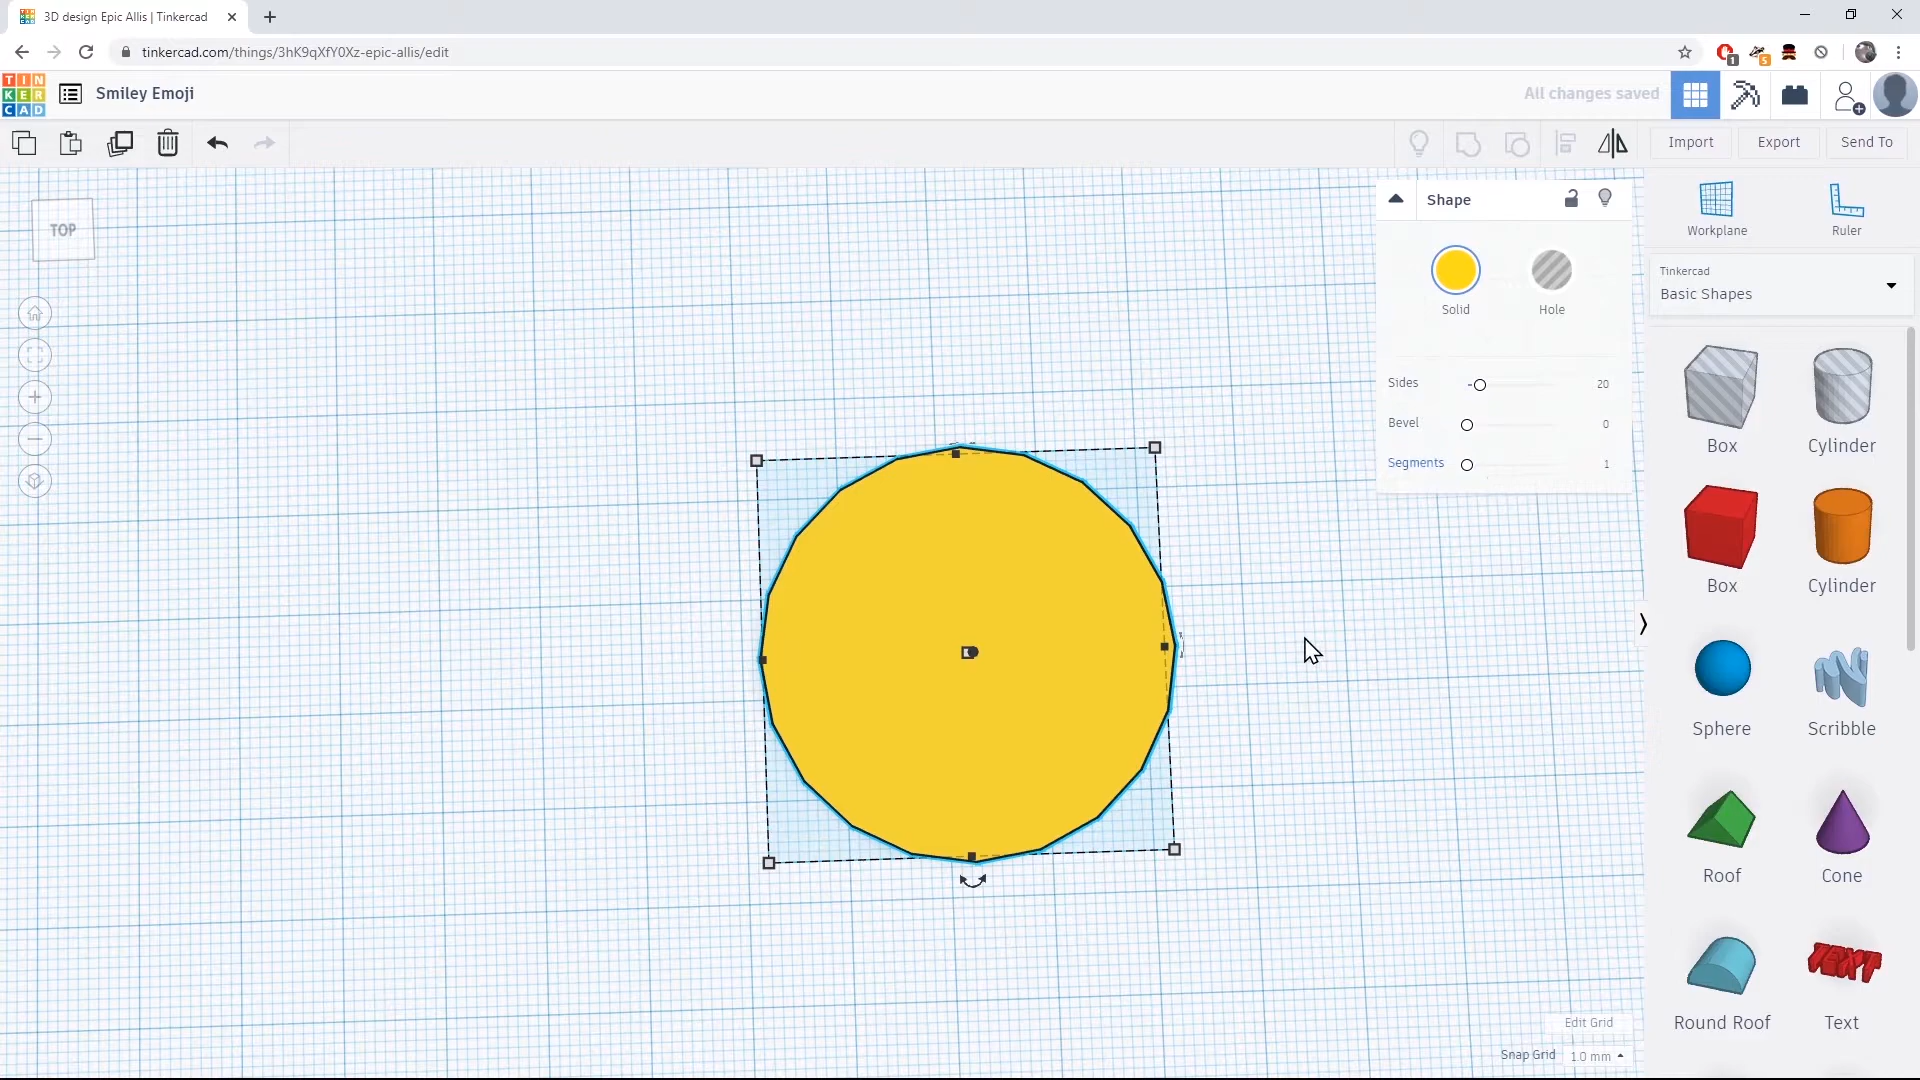 3D design Epic Allis | Tinkercad
tinkercad.com/things/3hK9qXfY0Xz-epic-allis/edit
1
5
TIN
KER
CAD
Smiley Emoji
All changes saved
Import
Export
Send To
TOP
Shape
Solid
Hole
Sides
20
Bevel
0
Segments
1
Workplane
Ruler
Tinkercad
Basic Shapes
Box
Cylinder
Box
Cylinder
Sphere
Scribble
Roof
Cone
TEXT
Round Roof
Text
Edit Grid
Snap Grid 1.0 mm